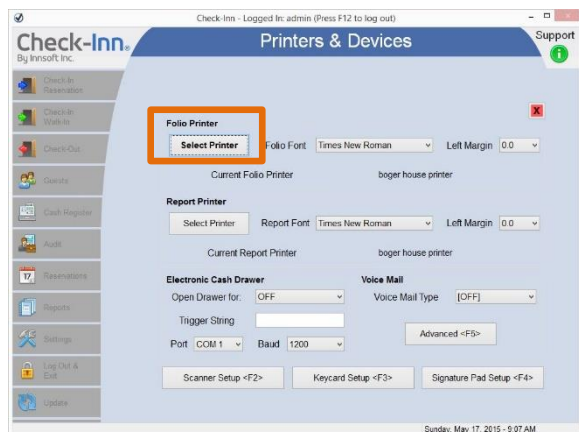 Check-Inn - Logged In: admin (Press F12 to log out)
Check-Inn®
By Innsoft Inc.
Printers & Devices
Support
Check-In
Reservation
Check-In
Walk-In
Check-Out
Guests
Cash Register
Audit
17
Reservations
Reports
Settings
Log Out &
Exit
Update
X
Folio Printer
Select Printer Folio Font Times New Roman Left Margin 0.0
Current Folio Printer boger house printer
Report Printer
Select Printer Report Font Times New Roman Left Margin 0.0
Current Report Printer boger house printer
Electronic Cash Drawer Voice Mail
Open Drawer for: OFF Voice Mail Type [OFF]
Trigger String
Advanced <F5>
Port COM 1 Baud 1200
Scanner Setup <F2> Keycard Setup <F3> Signature Pad Setup <F4>
Sunday, May 17, 2015 - 9:07 AM